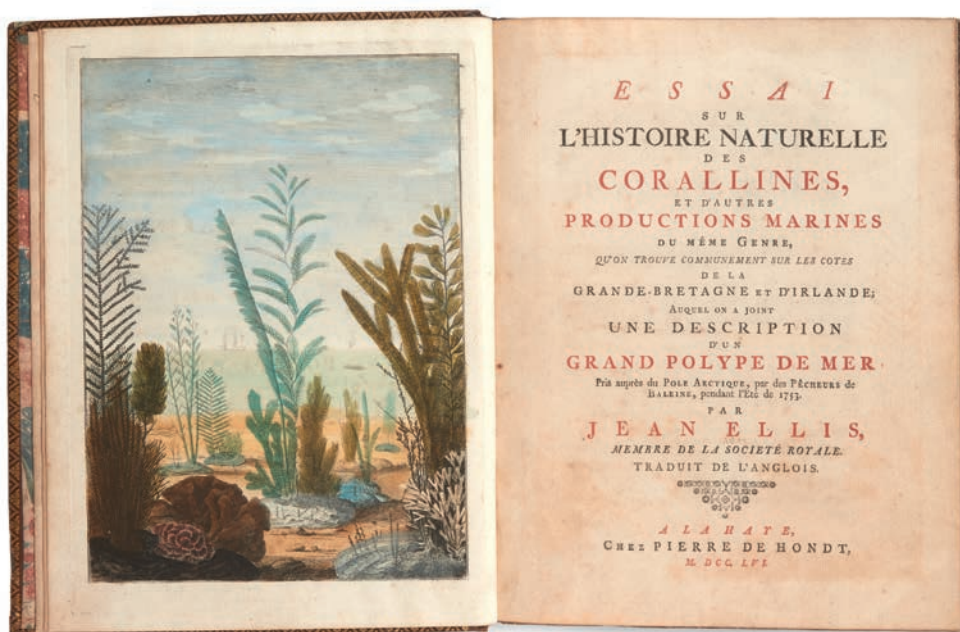 ESSAI
SUR
L'HISTOIRE NATURELLE
DES
CORALLINES,
ET D'AUTRES
PRODUCTIONS MARINES
DU MÊME GENRE,
QU'ON TROUVE COMMUNEMENT SUR LES COTES
DE LA
GRANDE-BRETAGNE ET D'IRLANDE;
AUQUEL ON A JOINT
UNE DESCRIPTION
D'UN
GRAND POLYPE DE MER
Pris auprès du POLE ARCTIQUE, par des PÊCHEURS de
BALEINE, pendant l'Eté de 1753.
PAR
JEAN ELLIS,
MEMBRE DE LA SOCIETÉ ROYALE.
TRADUIT DE L'ANGLOIS.
A LA HAYE,
CHEZ PIERRE DE HONDT,
M. DCC. LVI.